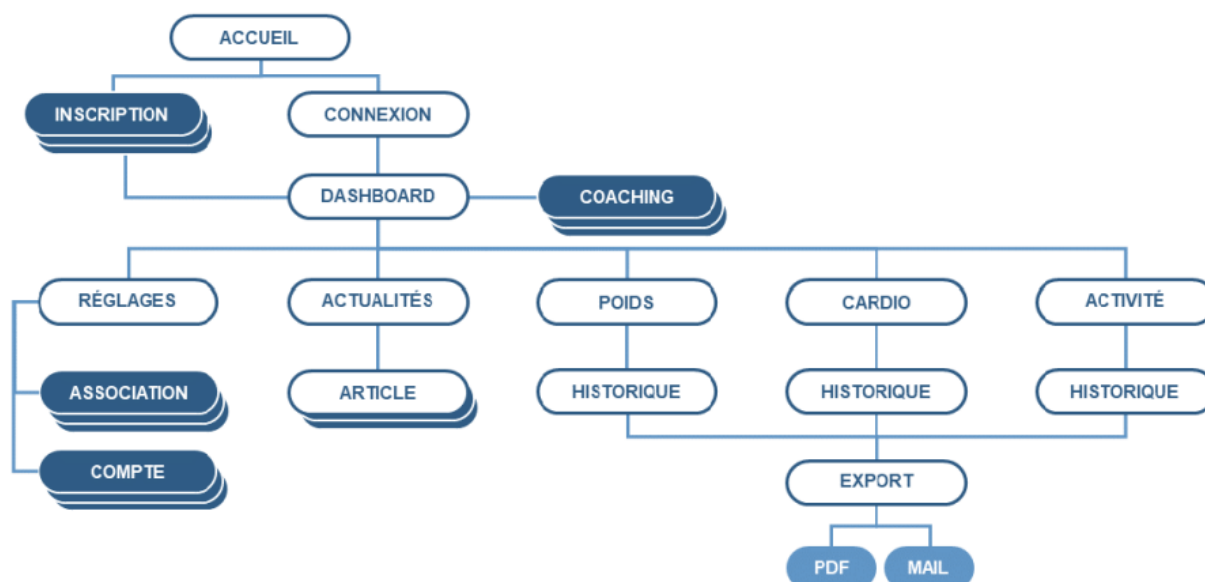 ACCUEIL
INSCRIPTION
CONNEXION
DASHBOARD
COACHING
RÉGLAGES
ACTUALITÉS
POIDS
CARDIO
ACTIVITÉ
ASSOCIATION
ARTICLE
HISTORIQUE
HISTORIQUE
HISTORIQUE
COMPTE
EXPORT
PDF
MAIL